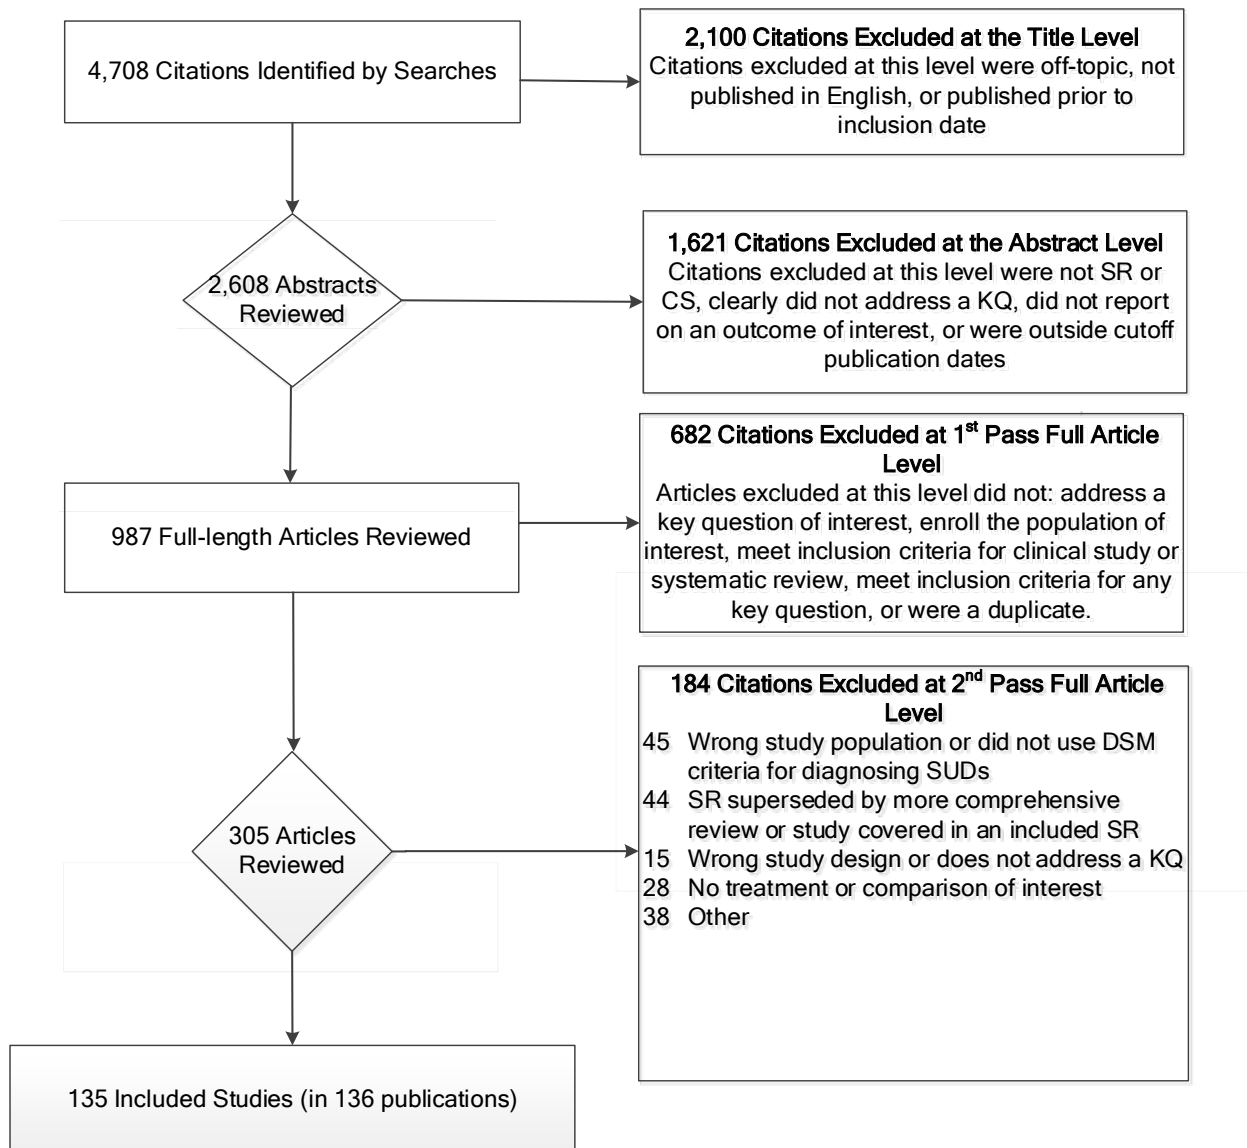 4,708 Citations Identified by Searches
2,100 Citations Excluded at the Title Level
Citations excluded at this level were off-topic, not
published in English, or published prior to
inclusion date
2,608 Abstracts
Reviewed
1,621 Citations Excluded at the Abstract Level
Citations excluded at this level were not SR or
CS, clearly did not address a KQ, did not report
on an outcome of interest, or were outside cutoff
publication dates
987 Full-length Articles Reviewed
682 Citations Excluded at 1st Pass Full Article
Level
Articles excluded at this level did not: address a
key question of interest, enroll the population of
interest, meet inclusion criteria for clinical study or
systematic review, meet inclusion criteria for any
key question, or were a duplicate.
305 Articles
Reviewed
184 Citations Excluded at 2nd Pass Full Article
Level
45 Wrong study population or did not use DSM
criteria for diagnosing SUDs
44 SR superseded by more comprehensive
review or study covered in an included SR
15 Wrong study design or does not address a KQ
28 No treatment or comparison of interest
38 Other
135 Included Studies (in 136 publications)